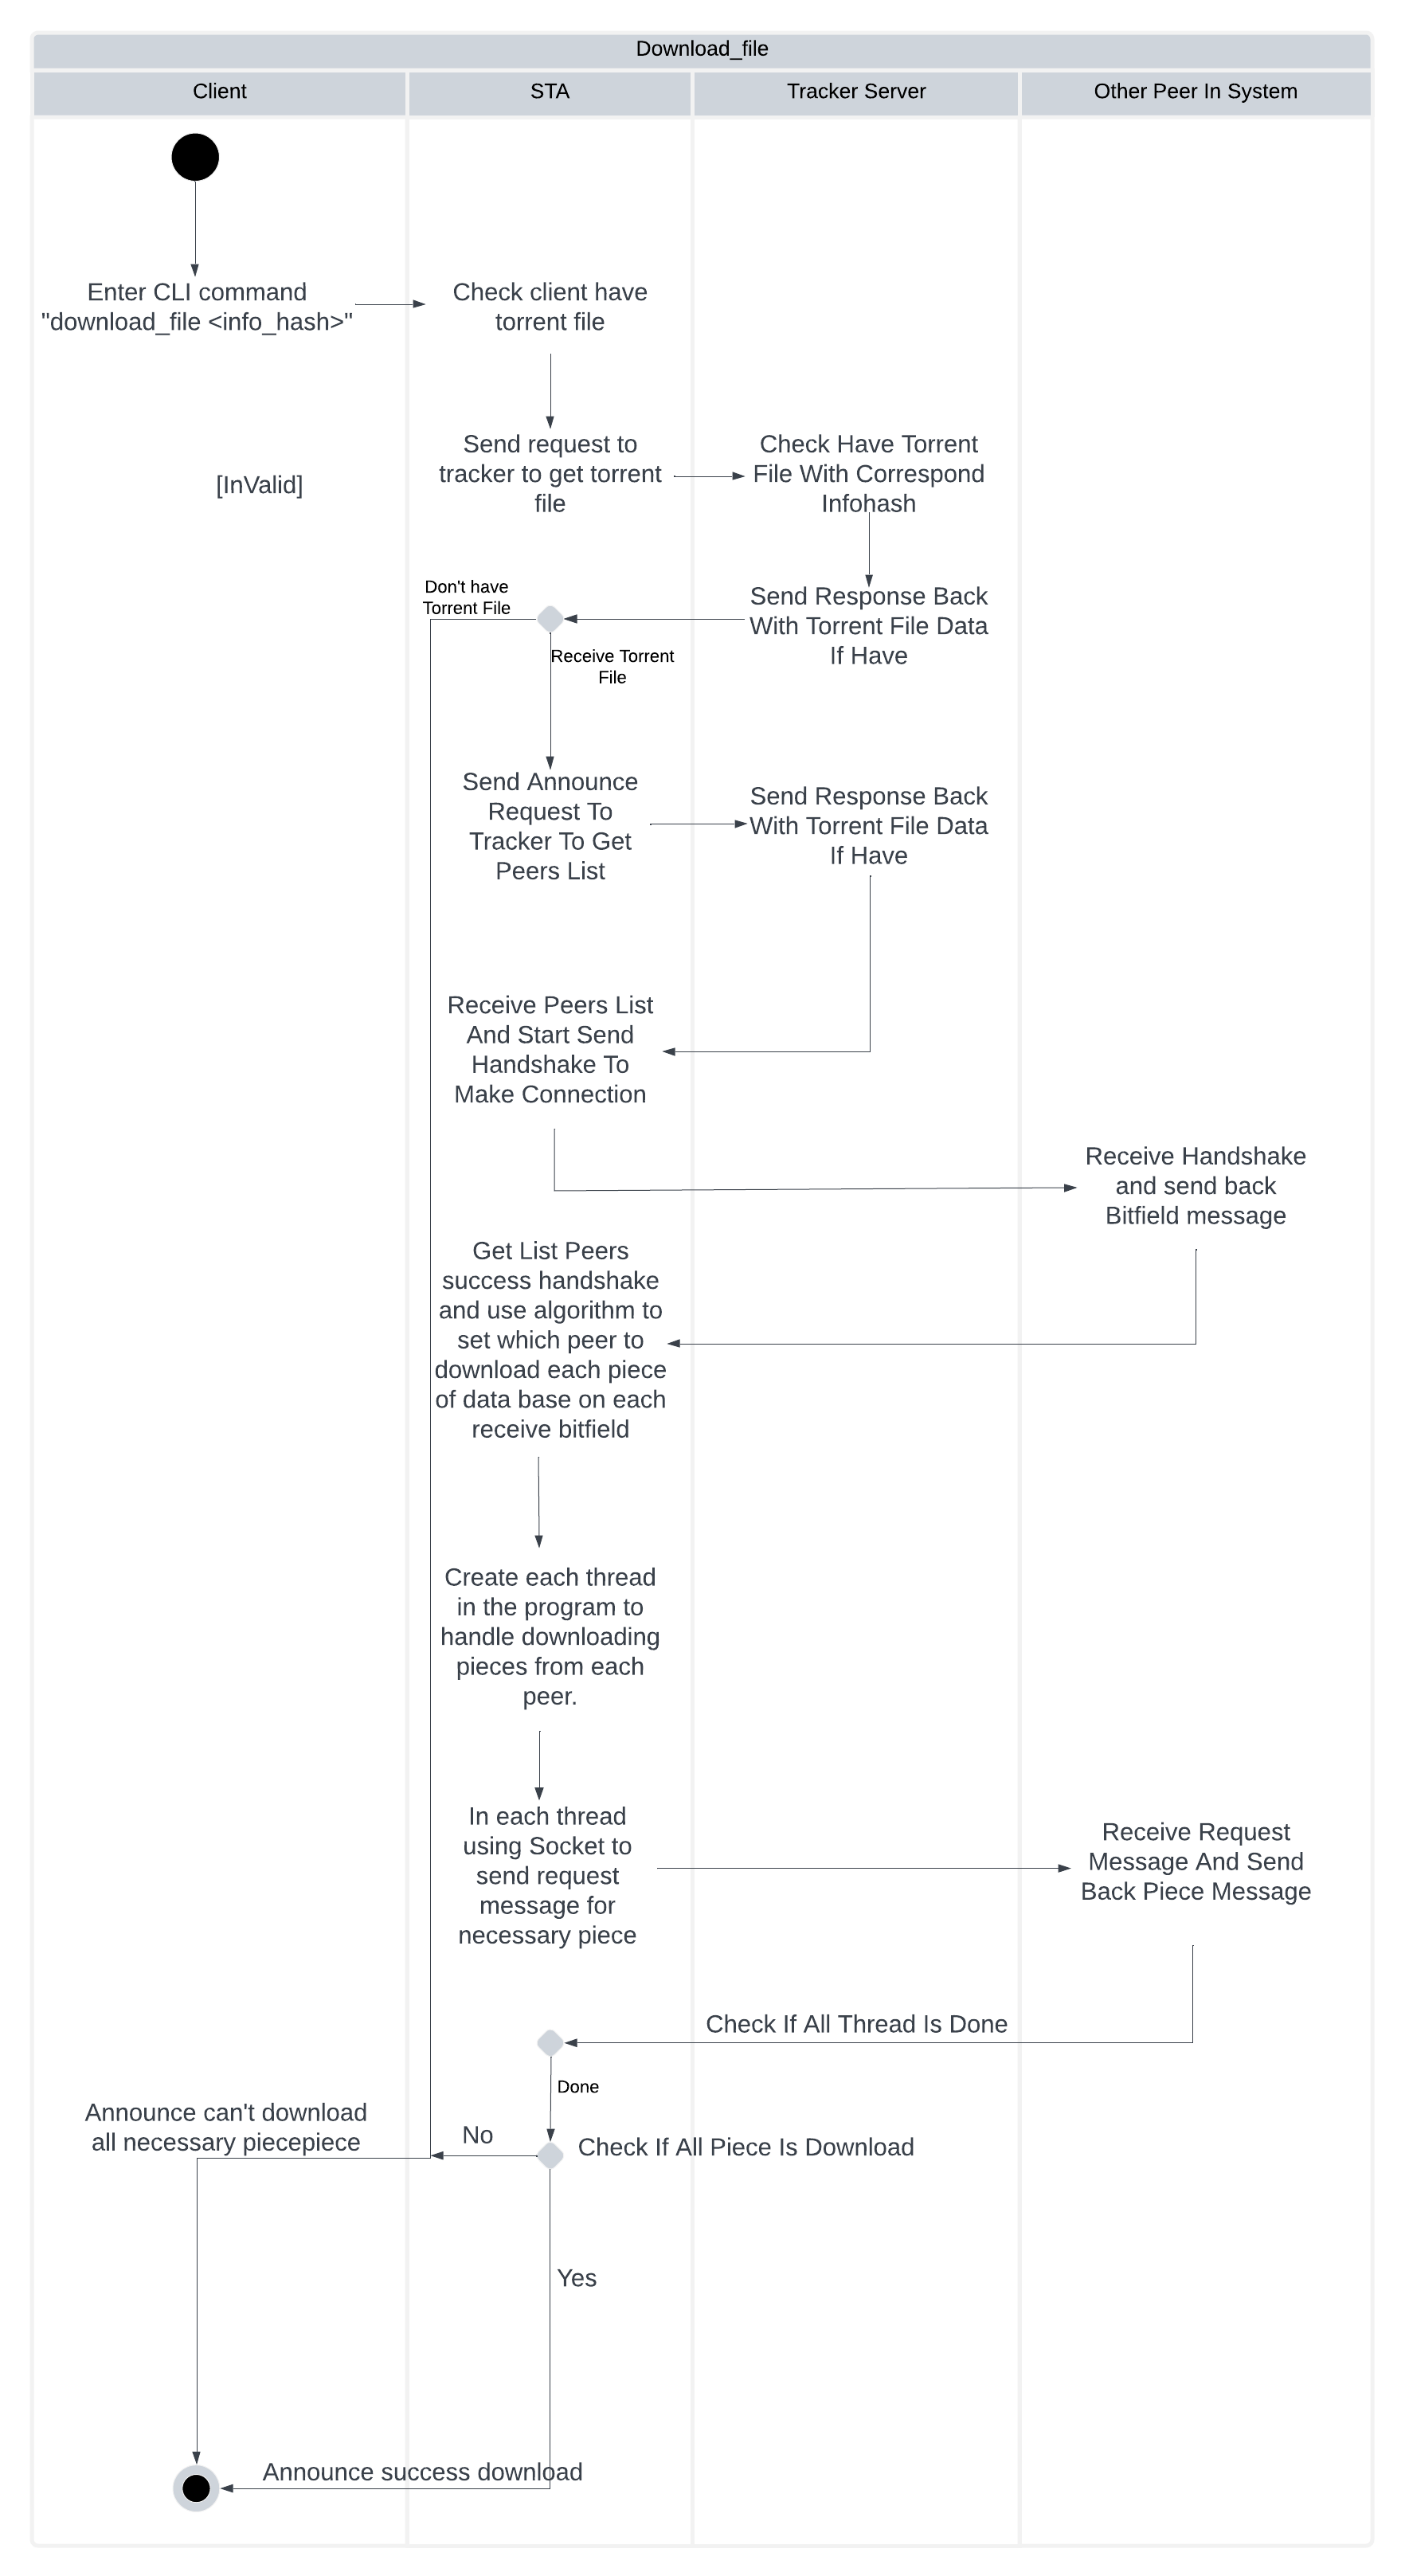 Download_file
Client
STA
Tracker Server
Other Peer In System
Enter CLI command
"download_file <info_hash>"
Check client have
torrent file
Send request to
tracker to get torrent
file
Check Have Torrent
File With Correspond
Infohash
[InValid]
Don't have
Torrent File
Send Response Back
With Torrent File Data
If Have
Receive Torrent
File
Send Announce
Request To
Tracker To Get
Peers List
Send Response Back
With Torrent File Data
If Have
Receive Peers List
And Start Send
Handshake To
Make Connection
Receive Handshake
and send back
Bitfield message
Get List Peers
success handshake
and use algorithm to
set which peer to
download each piece
of data base on each
receive bitfield
Create each thread
in the program to
handle downloading
pieces from each
peer.
In each thread
using Socket to
send request
message for
necessary piece
Receive Request
Message And Send
Back Piece Message
Check If All Thread Is Done
Done
Announce can't download
all necessary piecepiece
No
Check If All Piece Is Download
Yes
Announce success download